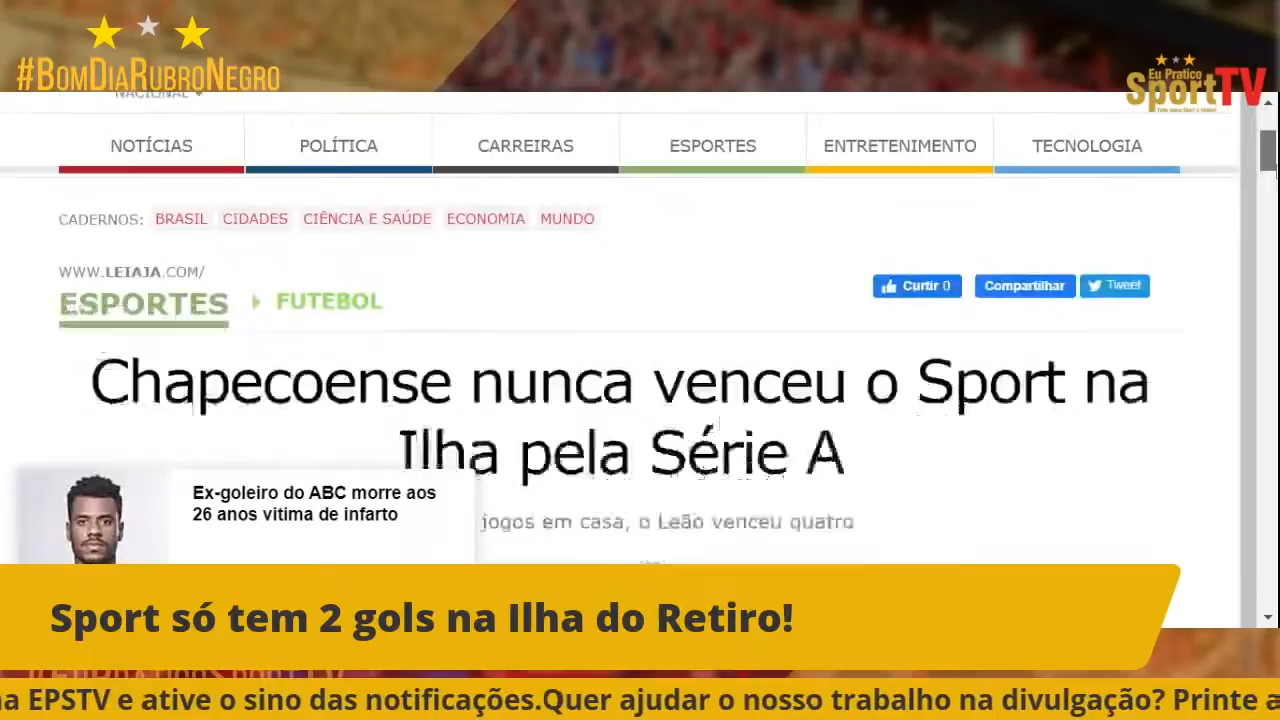 #BOMDIARUBRONEGRO
Eu Pratico
SportTV
NACIONAL
NOTÍCIAS
POLÍTICA
CARREIRAS
ESPORTES
ENTRETENIMENTO
TECNOLOGIA
CADERNOS: BRASIL CIDADES CIÊNCIA E SAÚDE ECONOMIA MUNDO
WWW.LEIAJA.COM/
ESPORTES FUTEBOL
Curtir 0
Compartilhar
Tweet
Chapecoense nunca venceu o Sport na
Ilha pela Série A
jogos em casa, o Leão venceu quatro
Ex-goleiro do ABC morre aos
26 anos vitima de infarto
Sport só tem 2 gols na Ilha do Retiro!
EPSTV e ative o sino das notificações.Quer ajudar o nosso trabalho na divulgação? Printe